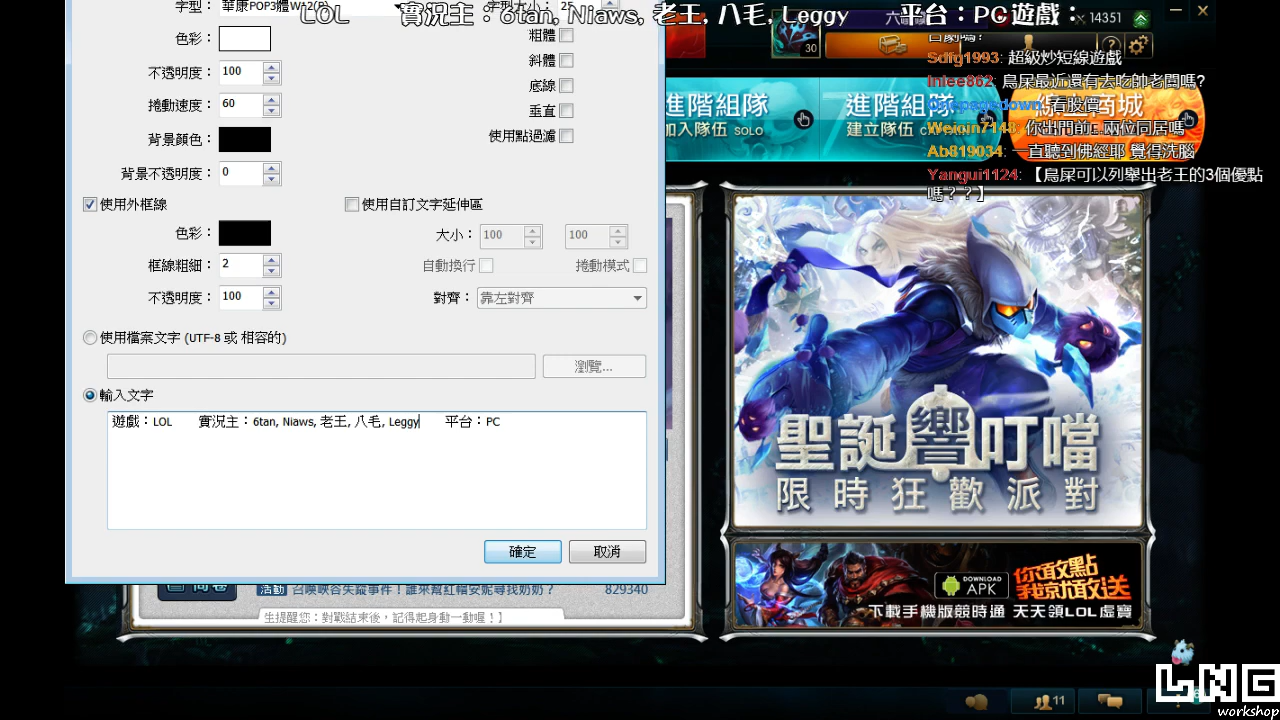 字型：
華康POP3體W12(P)
字型大小：
25
LOL 實況主：6tan, Niaws, 老王, 八毛, Leggy 平台：PC遊戲：
14351
30
色彩：
粗體
不透明度：
100
斜體
捲動速度：
60
底線
背景顏色：
垂直
背景不透明度：
0
使用點過濾
使用外框線
使用自訂文字延伸區
色彩：
大小：
100
100
框線粗細：
2
自動換行
捲動模式
不透明度：
100
對齊：
靠左對齊
使用檔案文字 (UTF-8 或 相容的)
瀏覽...
輸入文字
遊戲：LOL 實況主：6tan, Niaws, 老王, 八毛, Leggy 平台：PC
確定
取消
進階組隊
加入隊伍 SOLO
進階組隊
建立隊伍
商城
Sdfg1993: 超級炒短線遊戲
Inlee862: 鳥屎最近還有去吃帥老闆嗎?
看股價
Weixin7148: 你出門前E.兩位同居嗎
Ab819034: 一直聽到佛經耶 覺得洗腦
Yangui1124: 【鳥屎可以列舉出老王的3個優點
嗎？？】
聖誕響叮噹
限時狂歡派對
DOWNLOAD
APK
你敢點
我就敢送
下載手機版競時通 天天領LOL虛寶
問卷
活動
召喚峽谷失蹤事件！誰來幫紅帽安妮尋找奶奶？
829340
生提醒您：對戰結束後，記得起身動一動喔！】
11
LNG
workshop